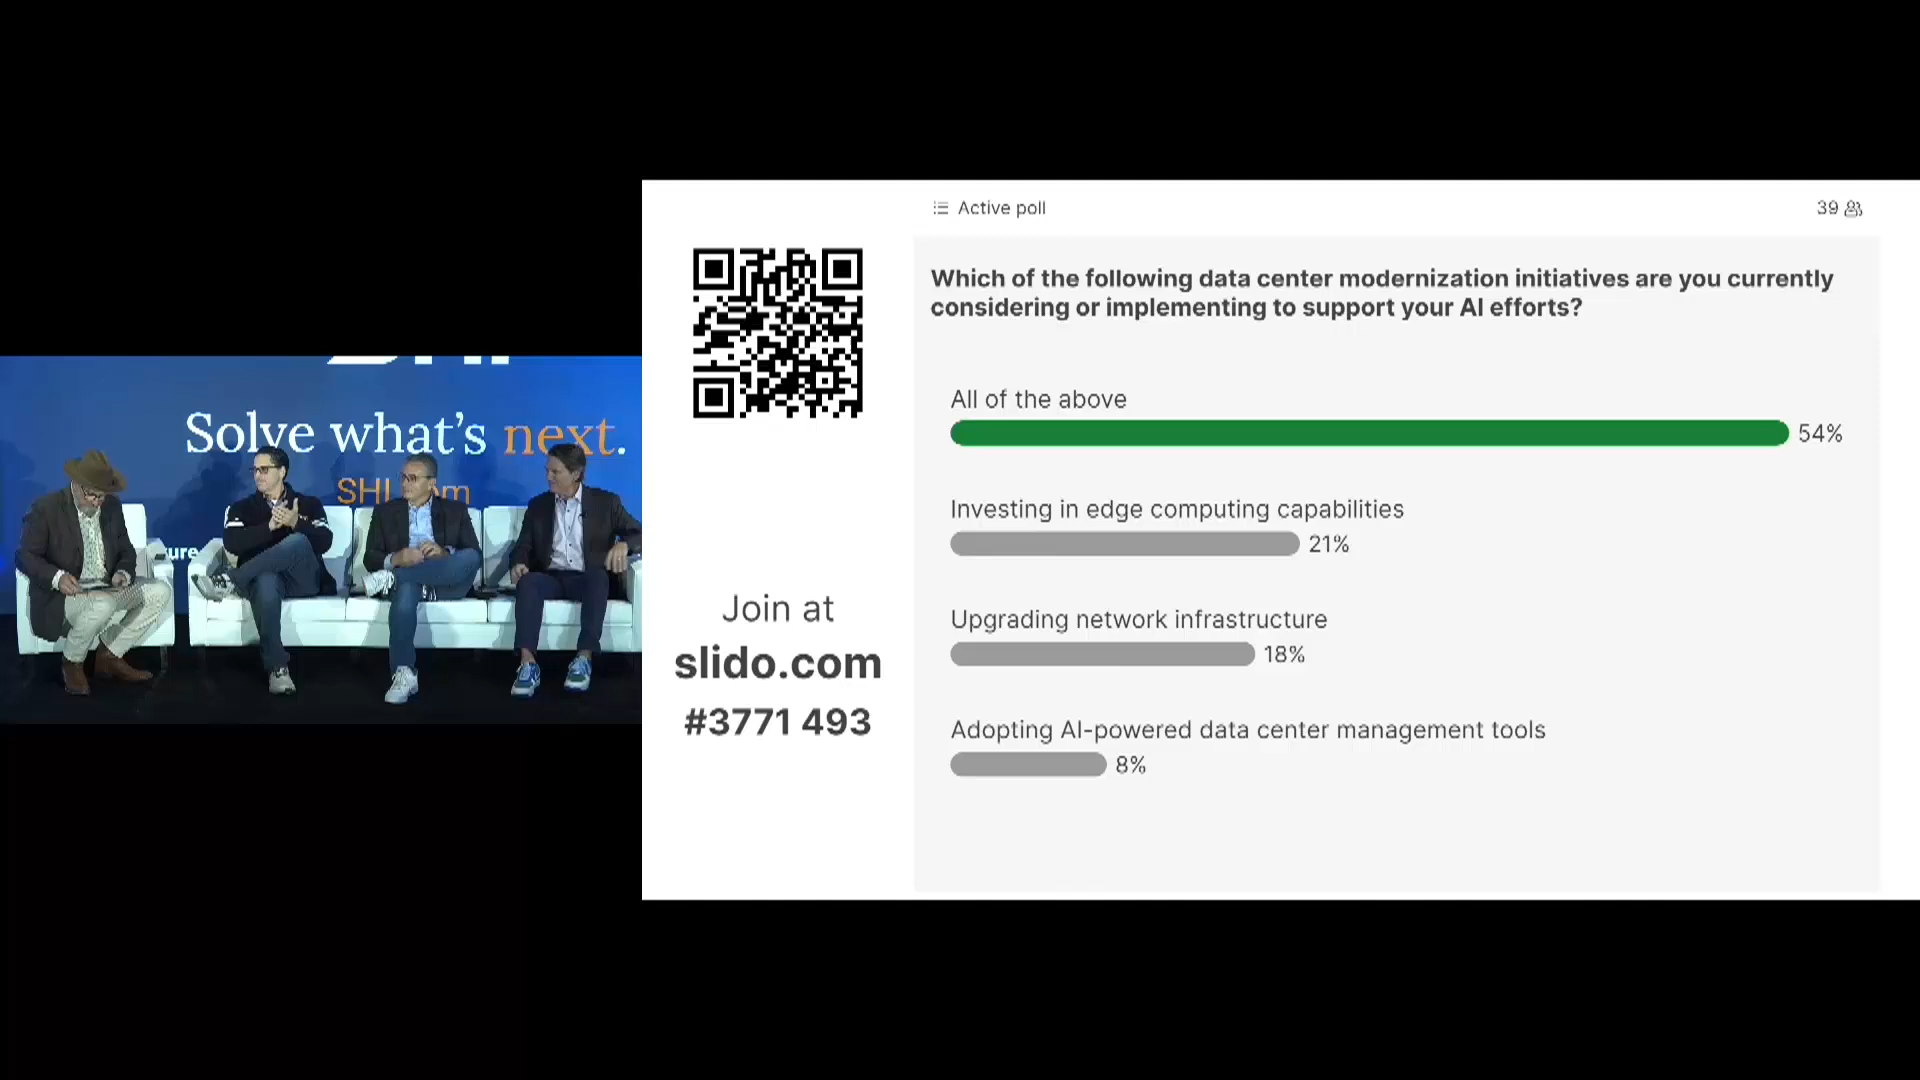 Solve what's next.
Active poll
39
Which of the following data center modernization initiatives are you currently
considering or implementing to support your AI efforts?
All of the above
54%
Investing in edge computing capabilities
21%
Upgrading network infrastructure
18%
Adopting AI-powered data center management tools
8%
Join at
slido.com
#3771 493